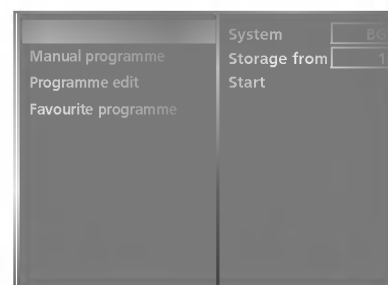 System BG
Manual programme
Storage from 1
Programme edit
Start
Favourite programme